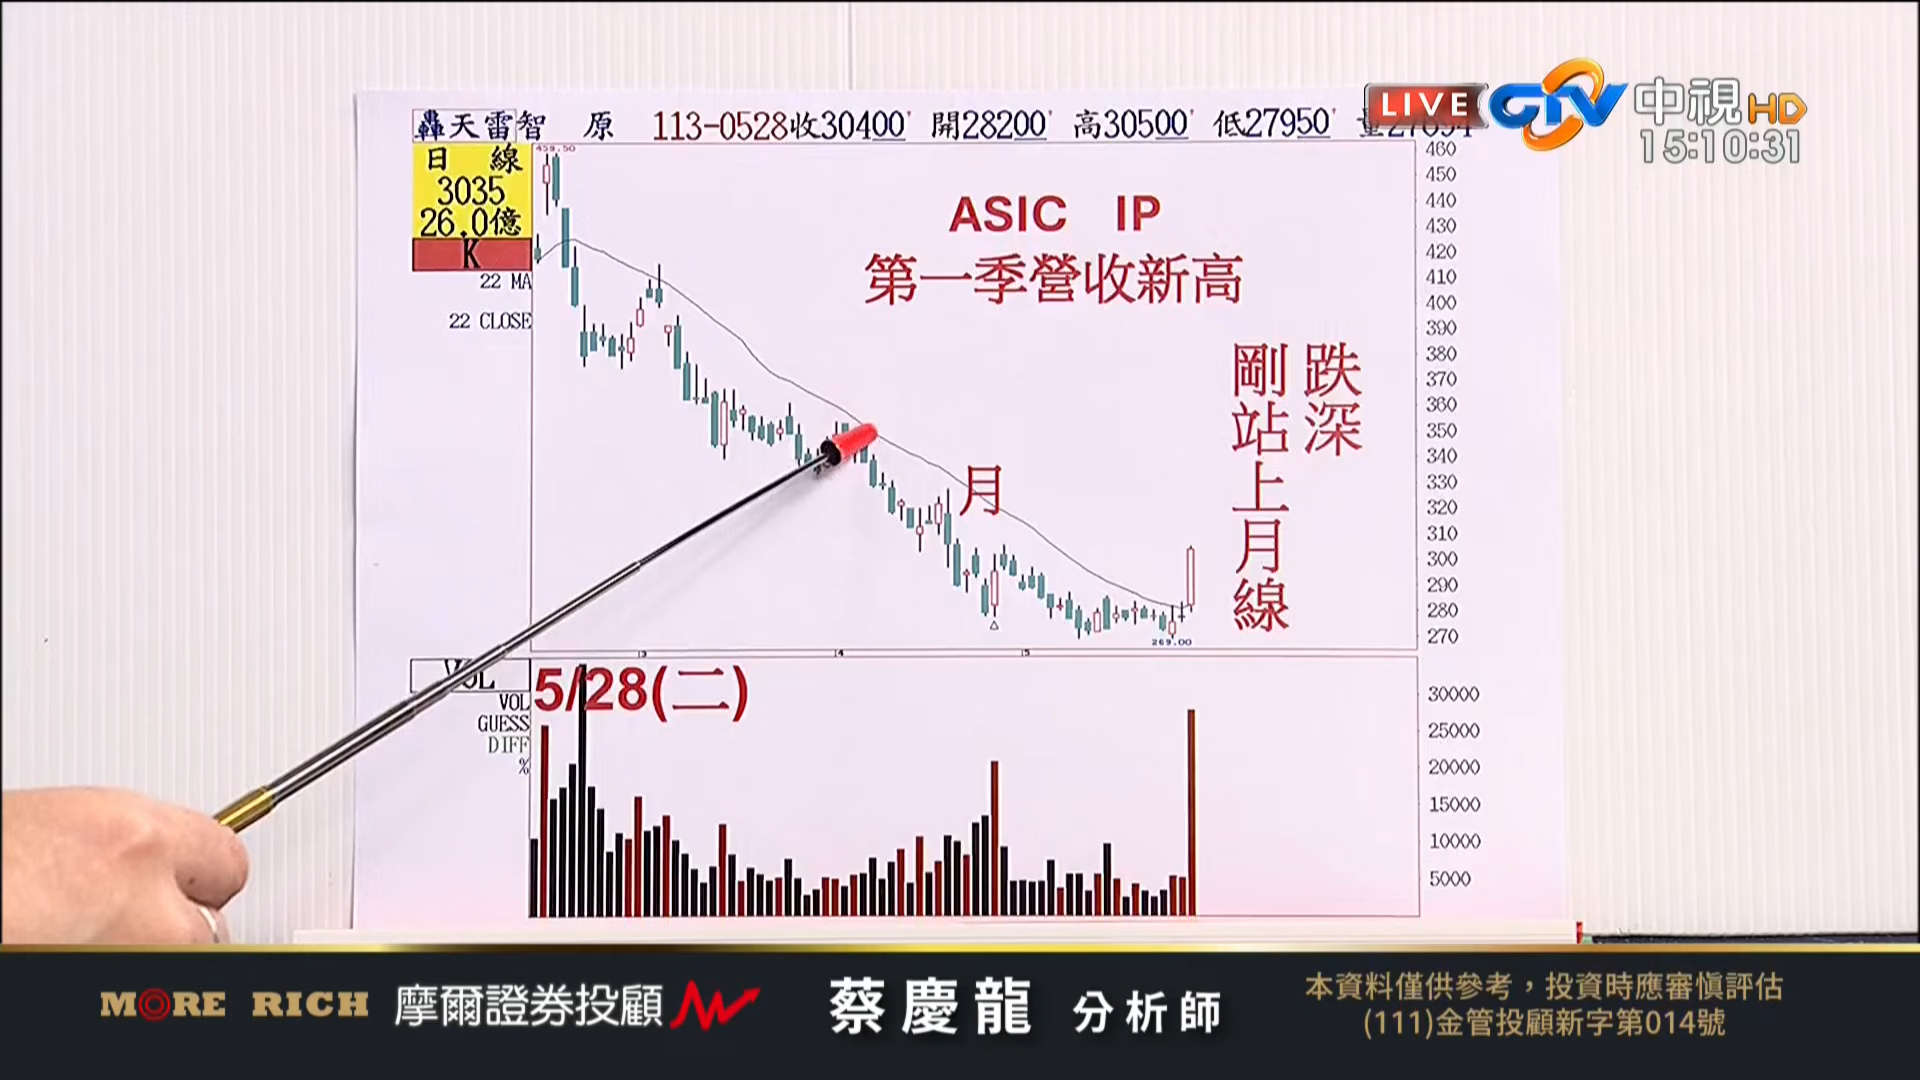 LIVE CTV 中視HD
15:10:31
轟天雷智 原 113-0528收30400 開28200 高30500 低27950
日 線
3035
26.0億
K
22 MA
22 CLOSE
459.50
ASIC IP
第一季營收新高
跌深
剛站上月線
月
269.00
460
450
440
430
420
410
400
390
380
370
360
350
340
330
320
310
300
290
280
270
VOL
5/28(二)
VOL
GUESS
DIFF
%
30000
25000
20000
15000
10000
5000
MORE RICH 摩爾證券投顧 蔡慶龍 分析師
本資料僅供參考，投資時應審慎評估
(111)金管投顧新字第014號